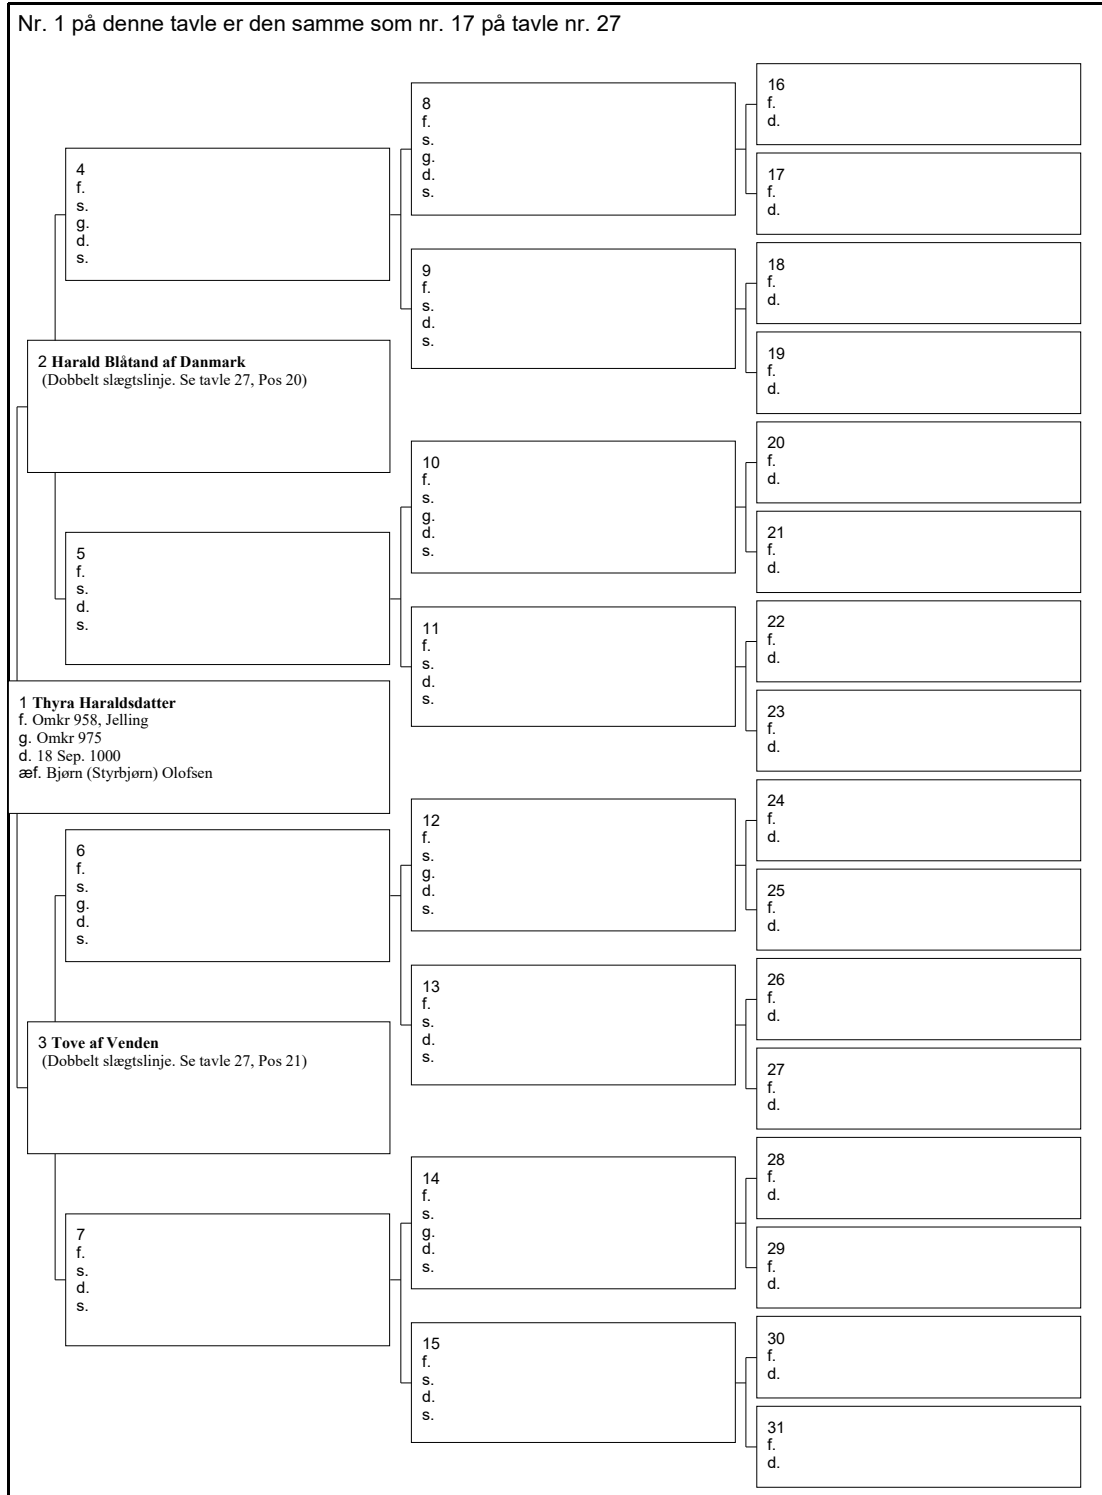 Nr. 1 på denne tavle er den samme som nr. 17 på tavle nr. 27
16
f.
d.
8
f.
s.
g.
d.
s.
17
f.
d.
4
f.
s.
g.
d.
s.
18
f.
d.
9
f.
s.
d.
s.
19
f.
d.
2 Harald Blåtand af Danmark
(Dobbelt slægtslinje. Se tavle 27, Pos 20)
20
f.
d.
10
f.
s.
g.
d.
s.
21
f.
d.
5
f.
s.
d.
s.
22
f.
d.
11
f.
s.
d.
s.
23
f.
d.
1 Thyra Haraldsdatter
f. Omkr 958, Jelling
g. Omkr 975
d. 18 Sep. 1000
æf. Bjørn (Styrbjørn) Olofsen
24
f.
d.
12
f.
s.
g.
d.
s.
25
f.
d.
6
f.
s.
g.
d.
s.
26
f.
d.
13
f.
s.
d.
s.
27
f.
d.
3 Tove af Venden
(Dobbelt slægtslinje. Se tavle 27, Pos 21)
28
f.
d.
14
f.
s.
g.
d.
s.
29
f.
d.
7
f.
s.
d.
s.
30
f.
d.
15
f.
s.
d.
s.
31
f.
d.